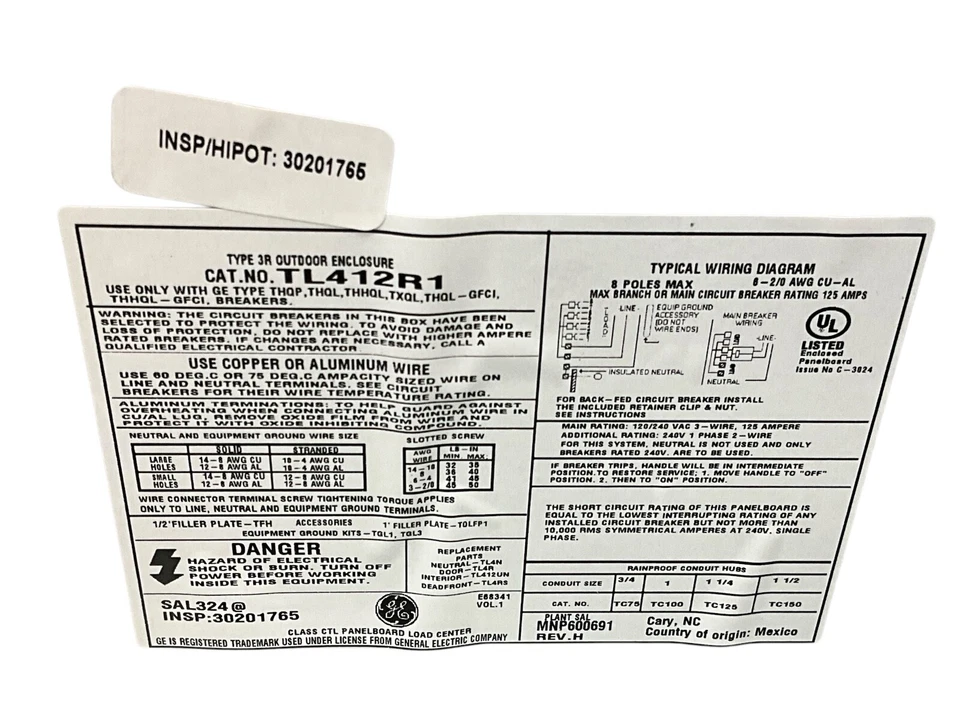 INSP/HIPOT: 30201765
TYPE 3R OUTDOOR ENCLOSURE
CAT.NO.TL412R1
USE ONLY WITH GE TYPE THQP,THQL,THHQL,TXQL,THQL-GFCI,
THHQL-GFCI, BREAKERS.
WARNING: THE CIRCUIT BREAKERS IN THIS BOX HAVE BEEN
SELECTED TO PROTECT THE WIRING. TO AVOID DAMAGE AND
LOSS OF PROTECTION, DO NOT REPLACE WITH HIGHER AMPERE
RATED BREAKERS. IF CHANGES ARE NECESSARY, CALL A
QUALIFIED ELECTRICAL CONTRACTOR
USE COPPER OR ALUMINUM WIRE
USE 60 DEG.C OR 75 DEG.C AMPACITY SIZED WIRE ON
LINE AND NEUTRAL TERMINALS. SEE CIRCUIT
BREAKERS FOR THEIR WIRE TEMPERATURE RATING.
ALUMINUM TERMINATIONS: TO HELP GUARD AGAINST
OVERHEATING WHEN CONNECTING ALUMINUM WIRE IN
CU/AL LUG, REMOVE OXIDE FILM FROM WIRE AND
PROTECT IT WITH OXIDE INHIBITING COMPOUND.
NEUTRAL AND EQUIPMENT GROUND WIRE SIZE
SOLID STRANDED
LARGE HOLES 14-8 AWG CU 10-4 AWG CU
12-8 AWG AL 10-4 AWG AL
SMALL HOLES 14-8 AWG CU 12-8 AWG CU
12-8 AWG AL 12-8 AWG AL
SLOTTED SCREW
AWG WIRE LB-IN
MIN. MAX.
14-10 32 35
8 36 40
6-4 41 45
3-2/0 45 50
WIRE CONNECTOR TERMINAL SCREW TIGHTENING TORQUE APPLIES
ONLY TO LINE, NEUTRAL AND EQUIPMENT GROUND TERMINALS.
1/2'FILLER PLATE-TFH ACCESSORIES 1' FILLER PLATE-TQLFP1
EQUIPMENT GROUND KITS-TGL1, TGL3
DANGER
HAZARD OF ELECTRICAL
SHOCK OR BURN. TURN OFF
POWER BEFORE WORKING
INSIDE THIS EQUIPMENT.
REPLACEMENT
PARTS
NEUTRAL-TL4N
DOOR-TL4R
INTERIOR-TL412UN
DEADFRONT-TL4RS
SAL324@
INSP:30201765
GE
E68341
VOL.1
CLASS CTL PANELBOARD LOAD CENTER
GE IS REGISTERED TRADEMARK USED UNDER LICENSE FROM GENERAL ELECTRIC COMPANY
TYPICAL WIRING DIAGRAM
8 POLES MAX 6-2/0 AWG CU-AL
MAX BRANCH OR MAIN CIRCUIT BREAKER RATING 125 AMPS
LOAD
LINE
EQUIP GROUND
ACCESSORY
(DO NOT
WIRE ENDS)
INSULATED NEUTRAL
MAIN BREAKER
WIRING
LINE
NEUTRAL
UL
LISTED
Enclosed
Panelboard
Issue No C-3024
FOR BACK-FED CIRCUIT BREAKER INSTALL
THE INCLUDED RETAINER CLIP & NUT.
SEE INSTRUCTIONS
MAIN RATING: 120/240 VAC 3-WIRE, 125 AMPERE
ADDITIONAL RATING: 240V 1 PHASE 2-WIRE
FOR THIS SYSTEM, NEUTRAL IS NOT USED AND ONLY
BREAKERS RATED 240V. ARE TO BE USED.
IF BREAKER TRIPS, HANDLE WILL BE IN INTERMEDIATE
POSITION.TO RESTORE SERVICE; 1. MOVE HANDLE TO "OFF"
POSITION. 2. THEN TO "ON" POSITION.
THE SHORT CIRCUIT RATING OF THIS PANELBOARD IS
EQUAL TO THE LOWEST INTERRUPTING RATING OF ANY
INSTALLED CIRCUIT BREAKER BUT NOT MORE THAN
10,000 RMS SYMMETRICAL AMPERES AT 240V. SINGLE
PHASE.
RAINPROOF CONDUIT HUBS
CONDUIT SIZE 3/4 1 1 1/4 1 1/2
CAT. NO. TC75 TC100 TC125 TC150
PLANT SAL
MNP600691
REV.H
Cary, NC
Country of origin: Mexico